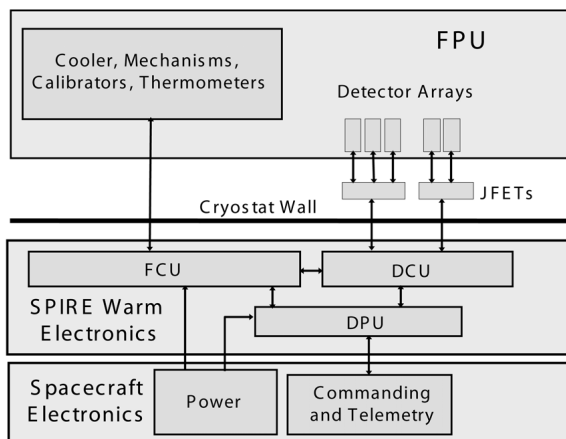 FPU
Cooler, Mechanisms,
Calibrators, Thermometers
Detector Arrays
JFETs
Cryostat Wall
FCU
DCU
SPIRE Warm
Electronics
DPU
Spacecraft
Electronics
Power
Commanding
and Telemetry